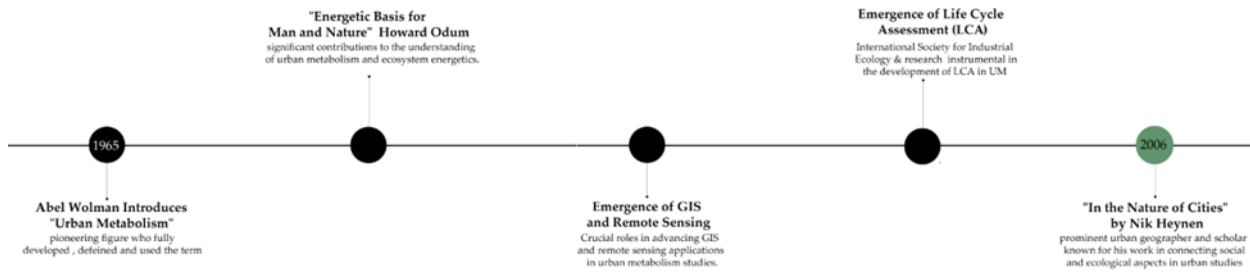 "Energetic Basis for
Man and Nature" Howard Odum
significant contributions to the understanding
of urban metabolism and ecosystem energetics.
Emergence of Life Cycle
Assessment (LCA)
International Society for Industrial
Ecology & research instrumental in
the development of LCA in UM
1965
2006
Abel Wolman Introduces
"Urban Metabolism"
pioneering figure who fully
developed , defeined and used the term
Emergence of GIS
and Remote Sensing
Crucial roles in advancing GIS
and remote sensing applications
in urban metabolism studies.
"In the Nature of Cities"
by Nik Heynen
prominent urban geographer and scholar
known for his work in connecting social
and ecological aspects in urban studies